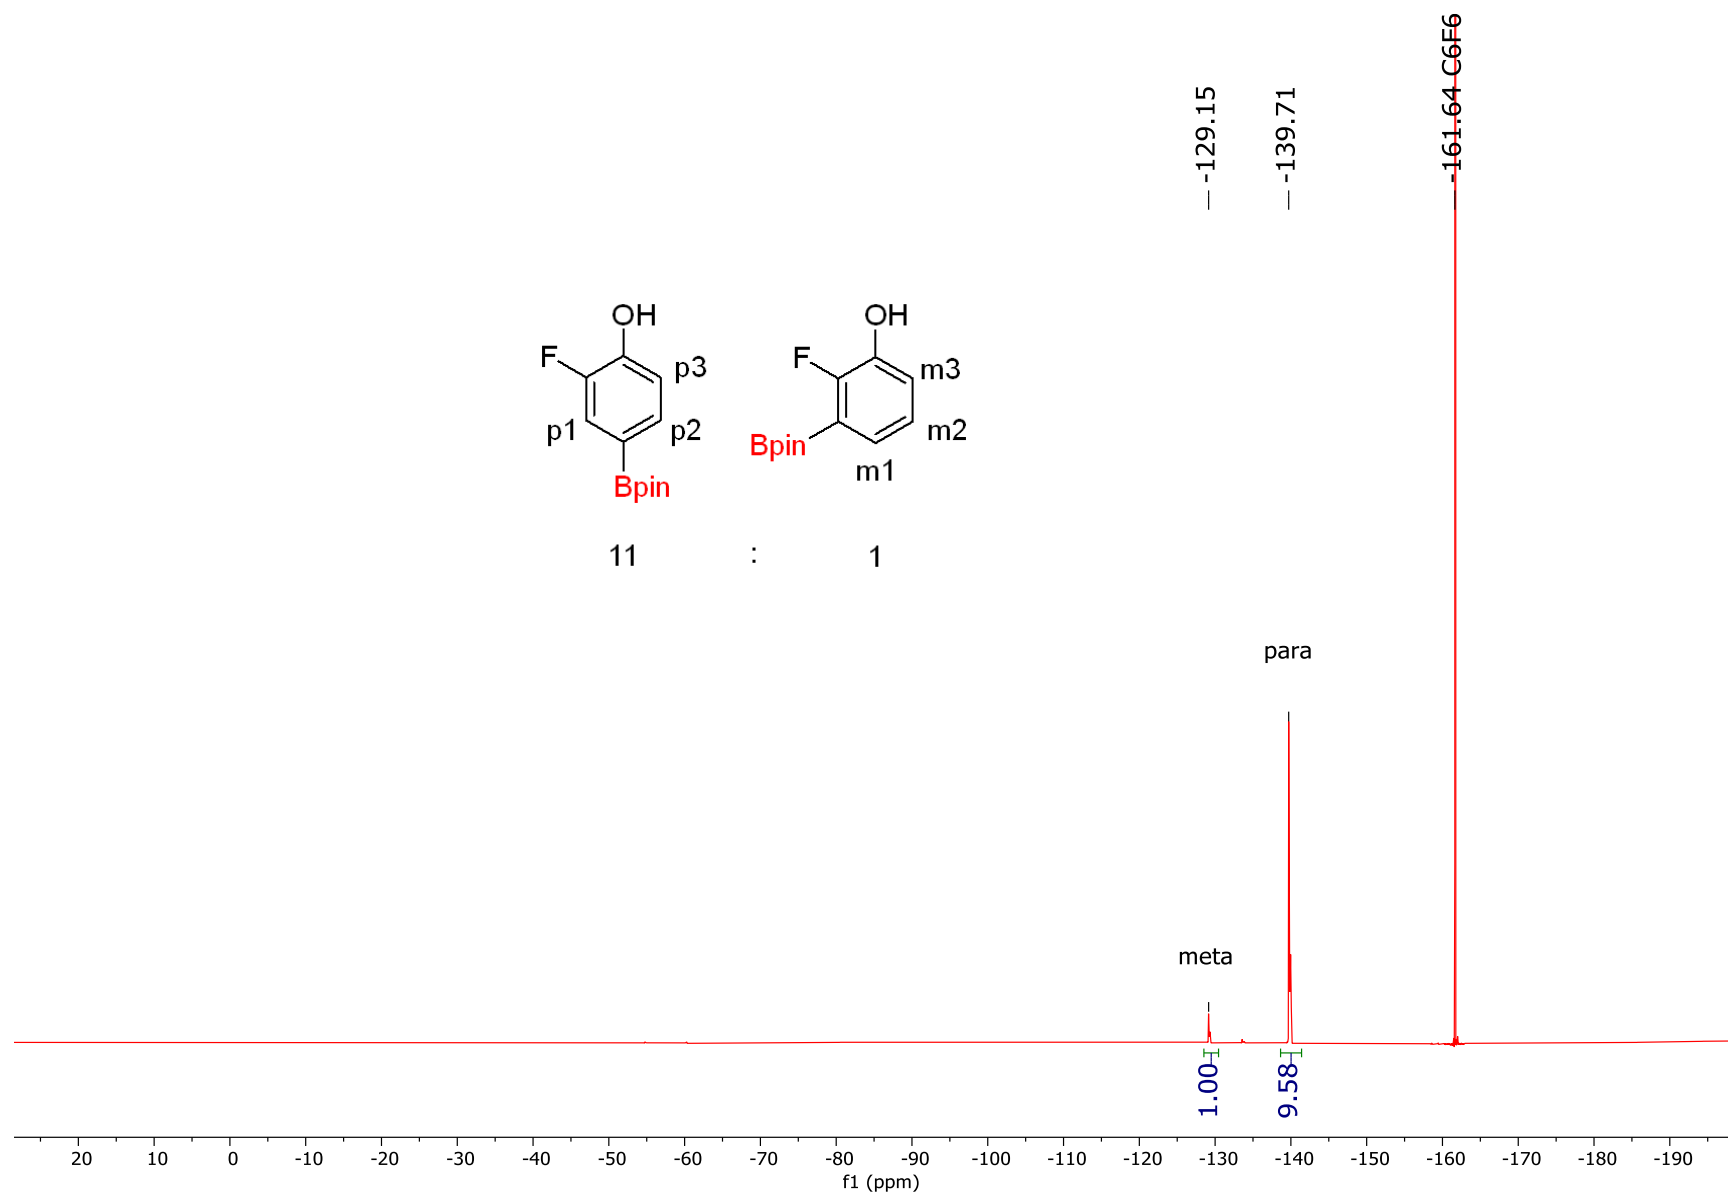 -129.15
-139.71
-161.64 C6F6
OH
F
p3
p1
p2
Bpin
OH
F
m3
m2
Bpin
m1
11 : 1
para
meta
1.00
9.58
20 10 0 -10 -20 -30 -40 -50 -60 -70 -80 -90 -100 -110 -120 -130 -140 -150 -160 -170 -180 -190
f1 (ppm)